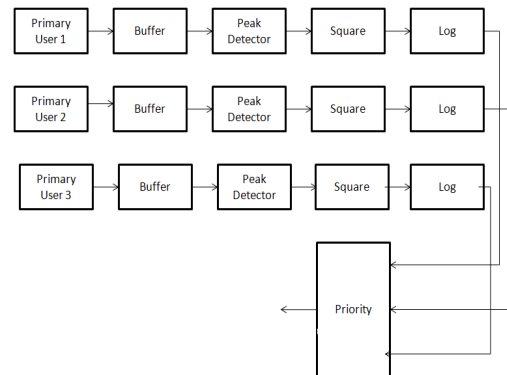 Primary
User 1
Buffer
Peak
Detector
Square
Log
Primary
User 2
Buffer
Peak
Detector
Square
Log
Primary
User 3
Buffer
Peak
Detector
Square
Log
Priority